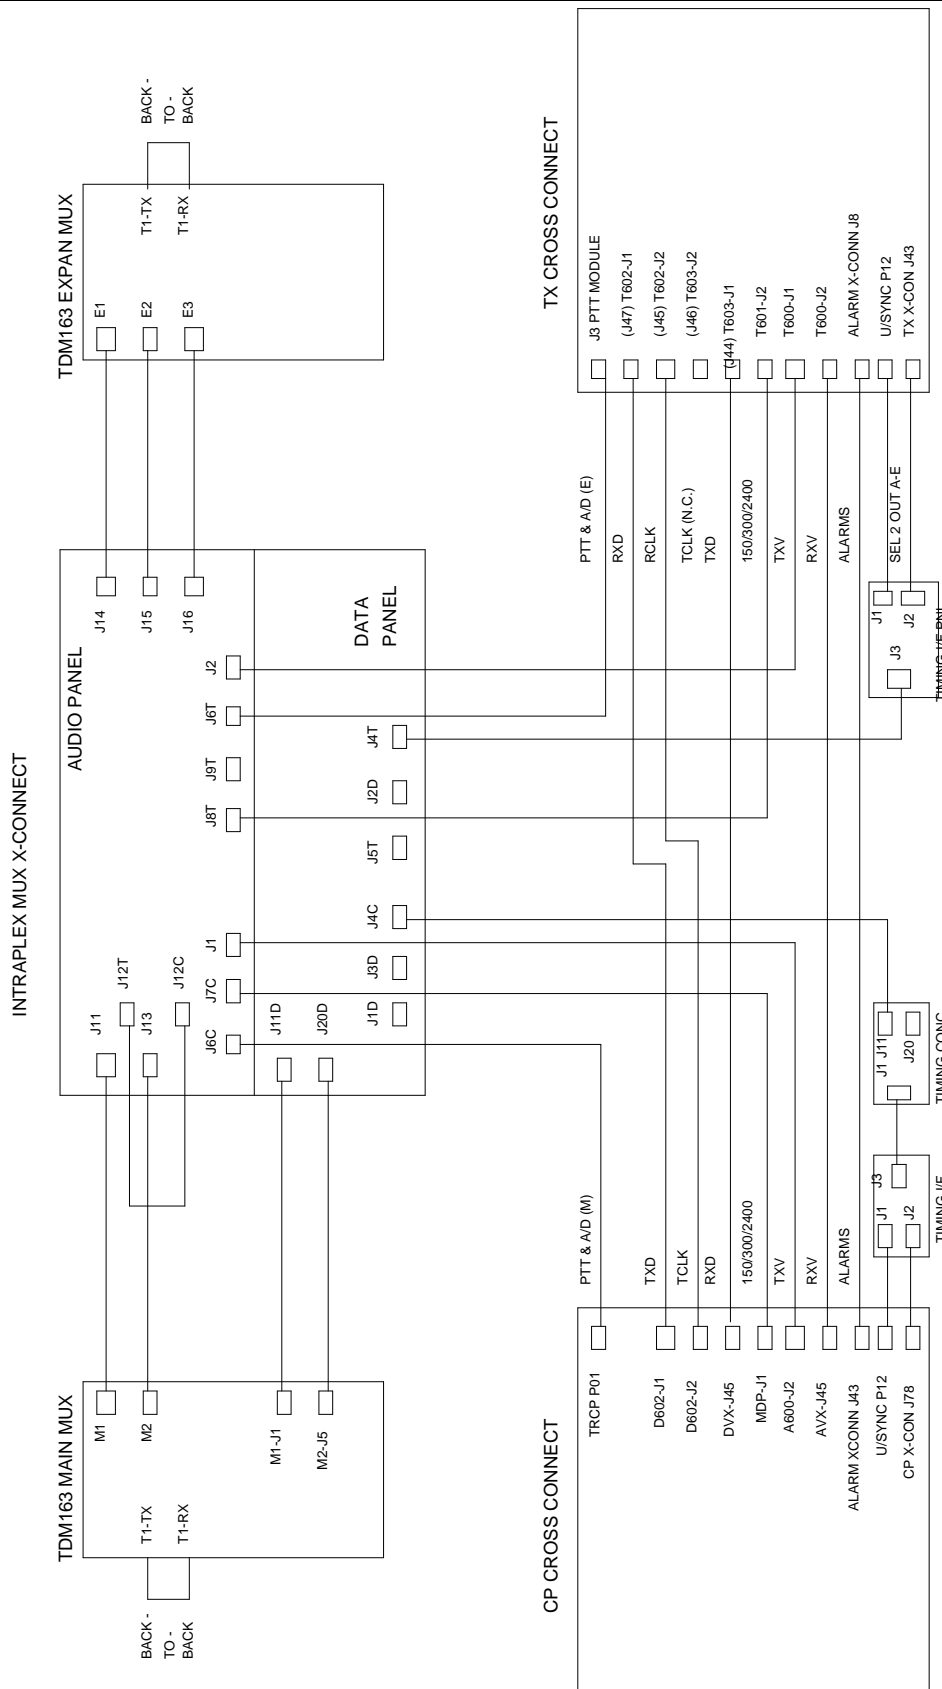 INTRAPLEX MUX X-CONNECT
TDM163 MAIN MUX
BACK -
TO -
BACK
T1-TX
T1-RX
M1
M2
M1-J1
M2-J5
AUDIO PANEL
J11
J12T
J13
J12C
J14
J15
J16
J6C
J7C
J1
J8T
J9T
J6T
J2
DATA
PANEL
J11D
J20D
J1D
J3D
J4C
J5T
J2D
J4T
TDM163 EXPAN MUX
E1
E2
E3
T1-TX
T1-RX
BACK -
TO -
BACK
CP CROSS CONNECT
TRCP P01
D602-J1
D602-J2
DVX-J45
MDP-J1
A600-J2
AVX-J45
ALARM XCONN J43
U/SYNC P12
CP X-CON J78
PTT & A/D (M)
TXD
TCLK
RXD
150/300/2400
TXV
RXV
ALARMS
J1
J2
J3
TIMING I/F
J1
J11
J20
TIMING CONC
J3
J1
J2
TIMING I/F PNL
PTT & A/D (E)
RXD
RCLK
TCLK (N.C.)
TXD
150/300/2400
TXV
RXV
ALARMS
SEL 2 OUT A-E
TX CROSS CONNECT
J3 PTT MODULE
(J47) T602-J1
(J45) T602-J2
(J46) T603-J2
(J44) T603-J1
T601-J2
T600-J1
T600-J2
ALARM X-CONN J8
U/SYNC P12
TX X-CON J43